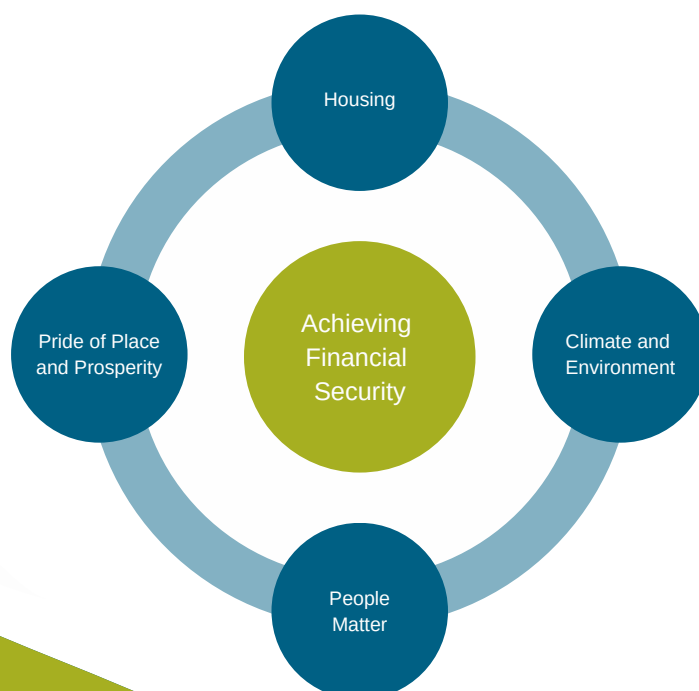 Housing
Pride of Place
and Prosperity
Achieving
Financial
Security
Climate and
Environment
People
Matter